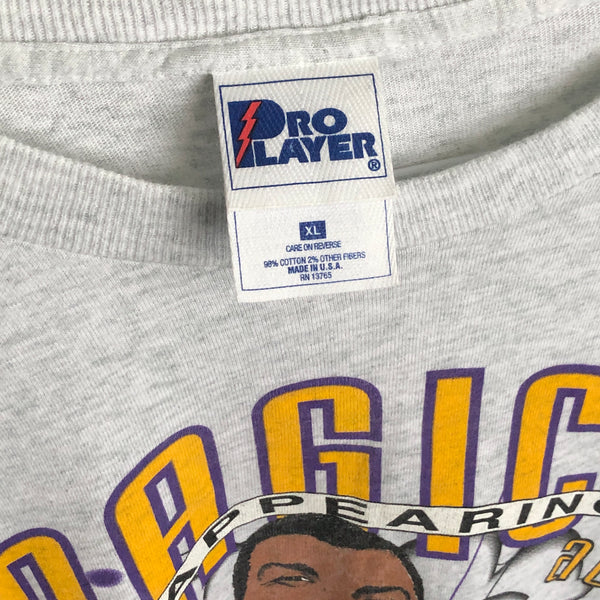 PRO
PLAYER®
XL
CARE ON REVERSE
98% COTTON 2% OTHER FIBERS
MADE IN U.S.A.
RN 13765
AGIC
APPEARING